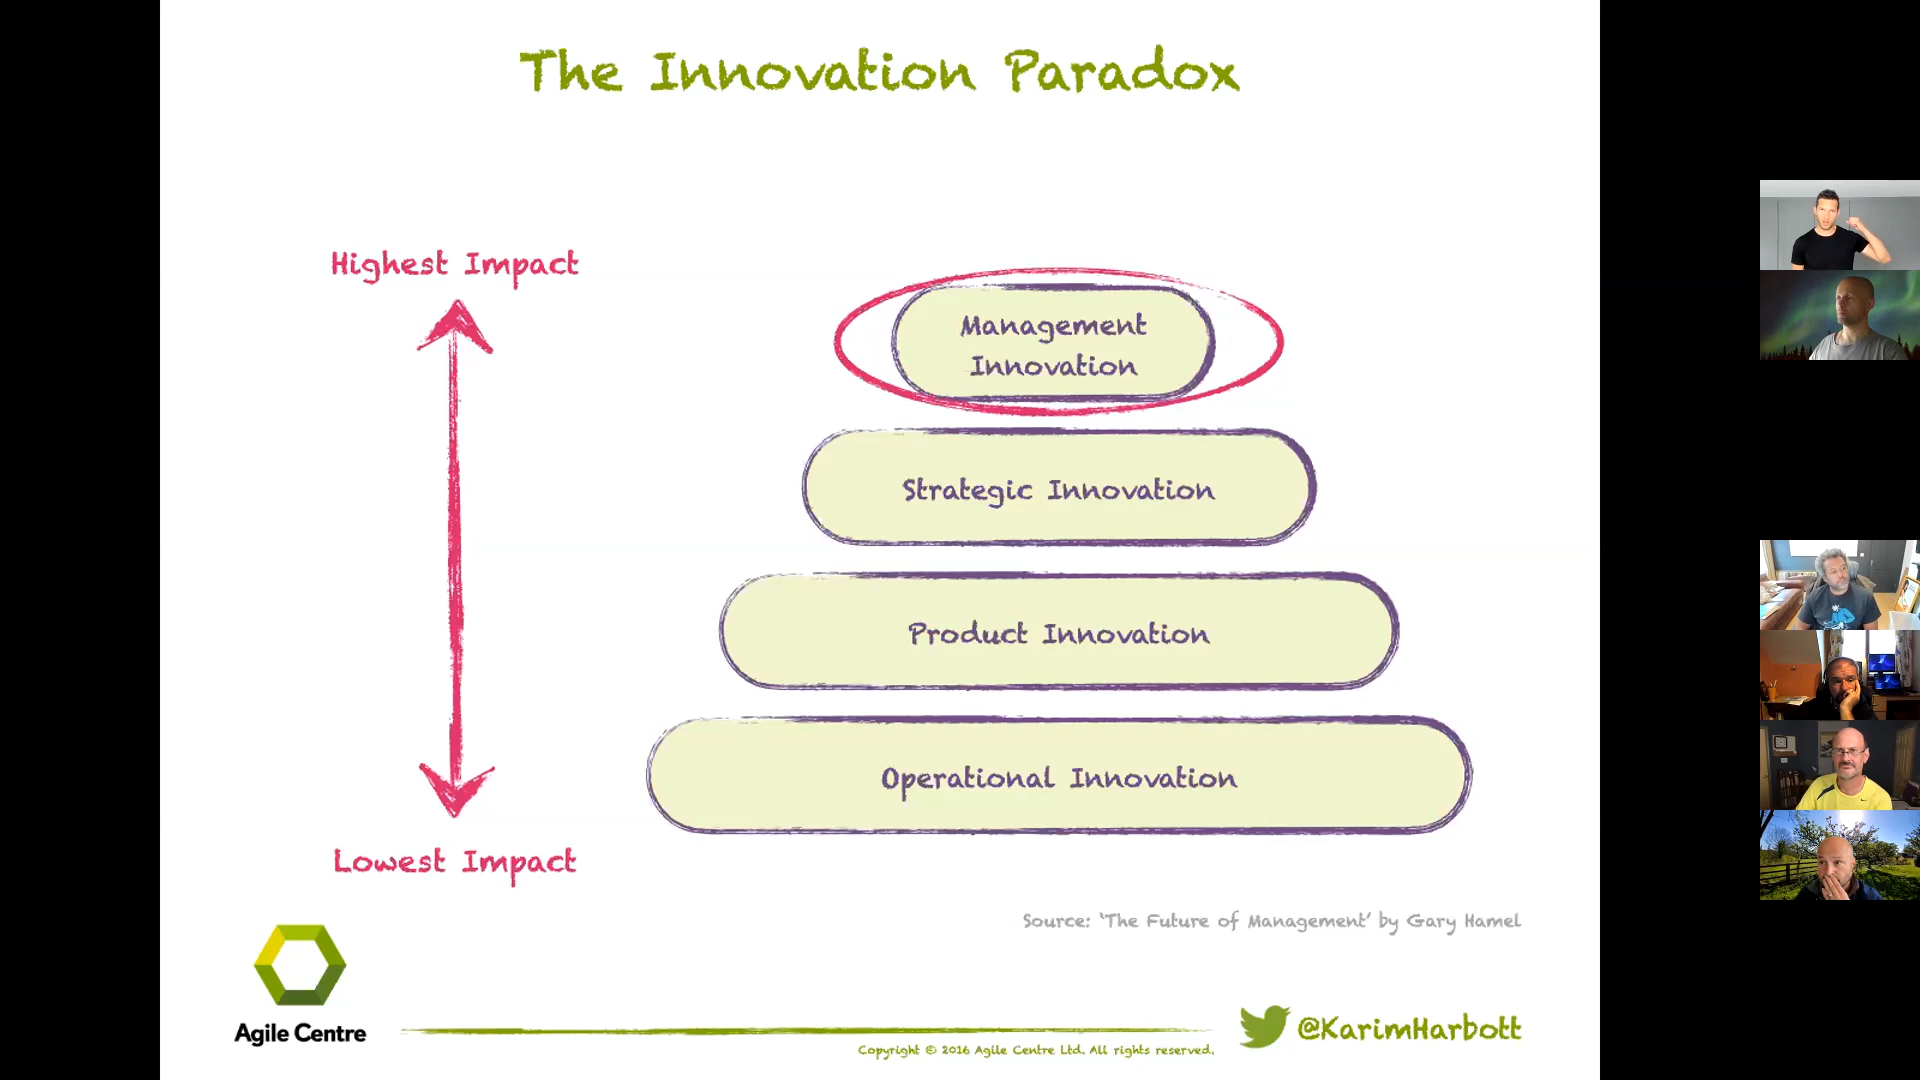 The Innovation Paradox
Highest Impact
Management
Innovation
Strategic Innovation
Product Innovation
Operational Innovation
Lowest Impact
Source: 'The Future of Management' by Gary Hamel
Agile Centre
@KarimHarbott
Copyright © 2016 Agile Centre Ltd. All rights reserved.